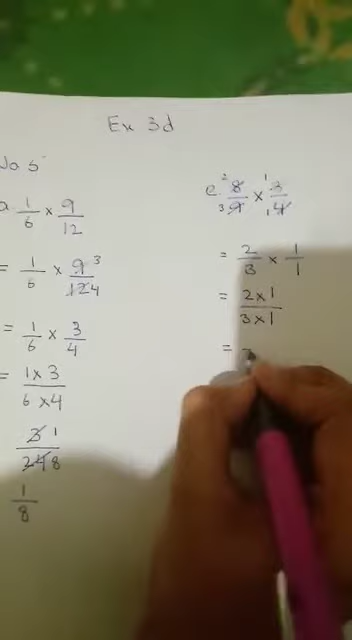 Ex 3d
No 5
a. 1/6 × 9/12
= 1/6 × 9 3/12 4
= 1/6 × 3/4
= 1 × 3/6 × 4
3 1/24 8
1/8
c. 2 8/3 9 × 1 3/1 4
= 2/3 × 1/1
= 2 × 1/3 × 1
=